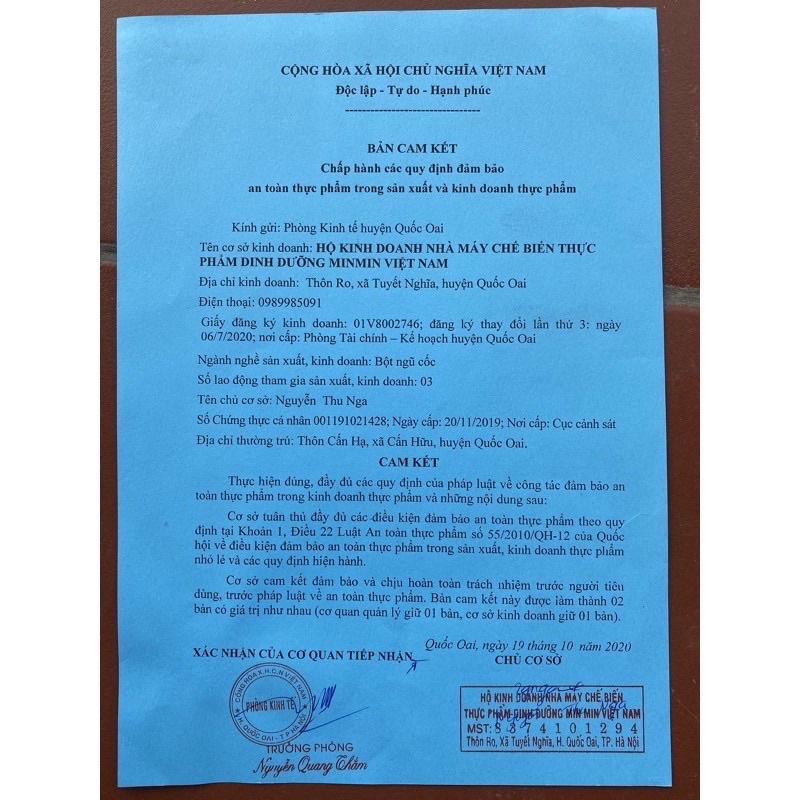 CỘNG HÒA XÃ HỘI CHỦ NGHĨA VIỆT NAM
Độc lập - Tự do - Hạnh phúc
BẢN CAM KẾT
Chấp hành các quy định đảm bảo
an toàn thực phẩm trong sản xuất và kinh doanh thực phẩm
Kính gửi: Phòng Kinh tế huyện Quốc Oai
Tên cơ sở kinh doanh: HỘ KINH DOANH NHÀ MÁY CHẾ BIẾN THỰC
PHẨM DINH DƯỠNG MINMIN VIỆT NAM
Địa chỉ kinh doanh: Thôn Ro, xã Tuyết Nghĩa, huyện Quốc Oai
Điện thoại: 0989985091
Giấy đăng ký kinh doanh: 01V8002746; đăng ký thay đổi lần thứ 3: ngày
06/7/2020; nơi cấp: Phòng Tài chính – Kế hoạch huyện Quốc Oai
Ngành nghề sản xuất, kinh doanh: Bột ngũ cốc
Số lao động tham gia sản xuất, kinh doanh: 03
Tên chủ cơ sở: Nguyễn Thu Nga
Số Chứng thực cá nhân 001191021428; Ngày cấp: 20/11/2019; Nơi cấp: Cục cảnh sát
Địa chỉ thường trú: Thôn Cấn Hạ, xã Cấn Hữu, huyện Quốc Oai.
CAM KẾT
Thực hiện đúng, đầy đủ các quy định của pháp luật về công tác đảm bảo an
toàn thực phẩm trong kinh doanh thực phẩm và những nội dung sau:
Cơ sở tuân thủ đầy đủ các điều kiện đảm bảo an toàn thực phẩm theo quy
định tại Khoản 1, Điều 22 Luật An toàn thực phẩm số 55/2010/QH-12 của Quốc
hội về điều kiện đảm bảo an toàn thực phẩm trong sản xuất, kinh doanh thực phẩm
nhỏ lẻ và các quy định hiện hành.
Cơ sở cam kết đảm bảo và chịu hoàn toàn trách nhiệm trước người tiêu
dùng, trước pháp luật về an toàn thực phẩm. Bản cam kết này được làm thành 02
bản có giá trị như nhau (cơ quan quản lý giữ 01 bản, cơ sở kinh doanh giữ 01 bản).
Quốc Oai, ngày 19 tháng 10 năm 2020
XÁC NHẬN CỦA CƠ QUAN TIẾP NHẬN
CHỦ CƠ SỞ
CỘNG HÒA X.H.C.N VIỆT NAM
PHÒNG KINH TẾ
H. QUỐC OAI - T.P HÀ NỘI
TRƯỞNG PHÒNG
Nguyễn Quang Thắm
HỘ KINH DOANH NHÀ MÁY CHẾ BIẾN
THỰC PHẨM DINH DƯỠNG MIN MIN VIỆT NAM
MST: 8374101294
Thôn Ro, Xã Tuyết Nghĩa, H. Quốc Oai, TP. Hà Nội